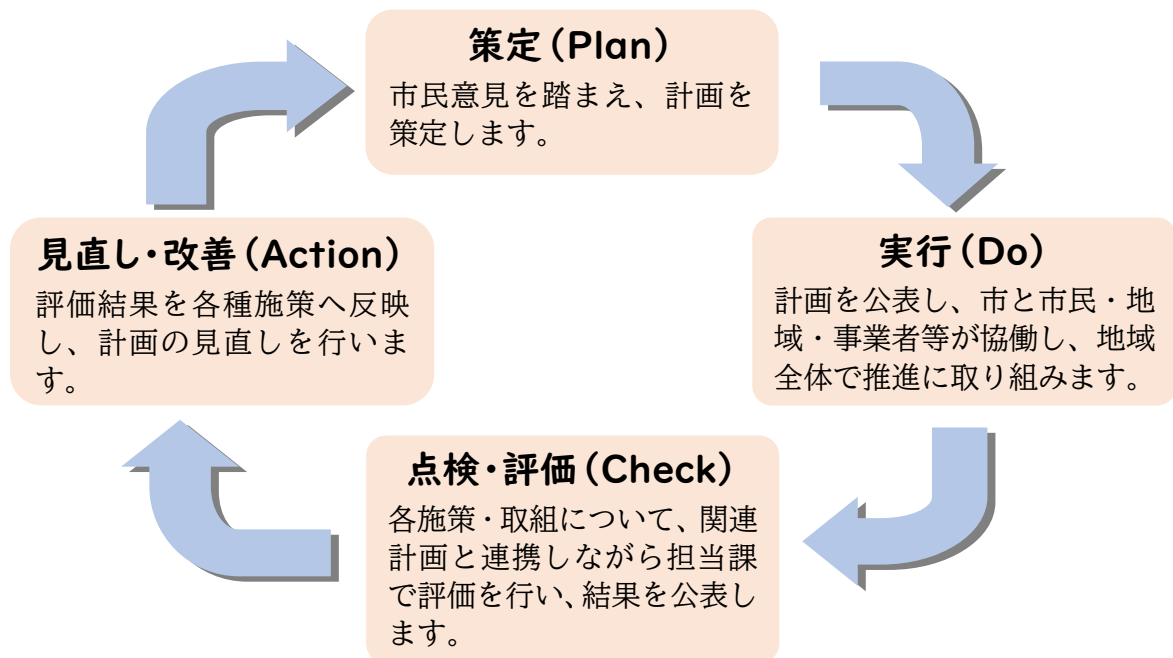 策定（Plan）
市民意見を踏まえ、計画を
策定します。
見直し・改善（Action）
評価結果を各種施策へ反映
し、計画の見直しを行いま
す。
実行（Do）
計画を公表し、市と市民・地
域・事業者等が協働し、地域
全体で推進に取り組みます。
点検・評価（Check）
各施策・取組について、関連
計画と連携しながら担当課
で評価を行い、結果を公表し
ます。